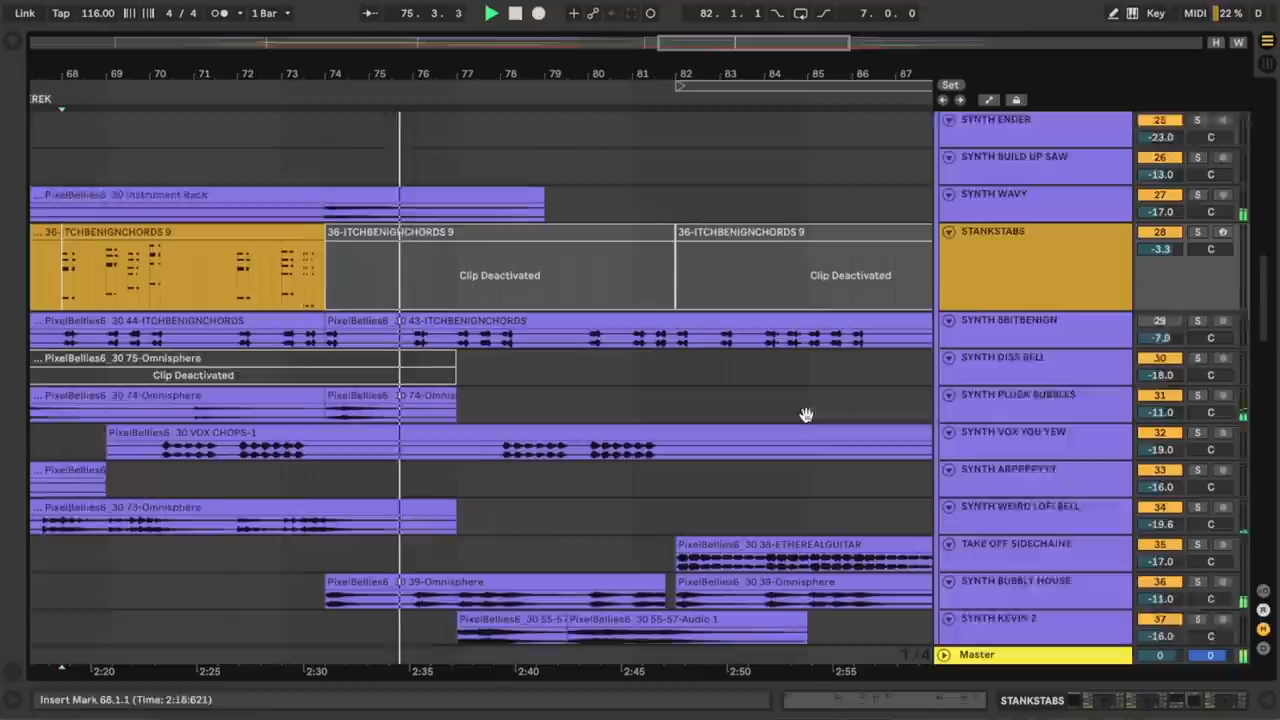 Link Tap 116.00 4 / 4 1 Bar 75. 3. 3 82. 1. 1 7. 0. 0 Key MIDI 22 % D
H W
68 69 70 71 72 73 74 75 76 77 78 79 80 81 82 83 84 85 86 87
Set
EREK
SYNTH ENDER 25 S -23.0 C
SYNTH BUILD UP SAW 26 S -13.0 C
... PixelBellies6_30 Instrument Rack
SYNTH WAVY 27 S -17.0 C
... 36-ITCHBENIGNCHORDS 9
36-ITCHBENIGNCHORDS 9
36-ITCHBENIGNCHORDS 9
Clip Deactivated
Clip Deactivated
STANKSTABS 28 S -3.3 C
... PixelBellies6_30 44-ITCHBENIGNCHORDS
PixelBellies6_30 43-ITCHBENIGNCHORDS
SYNTH 8BITBENIGN 29 S -7.0 C
... PixelBellies6_30 75-Omnisphere
Clip Deactivated
SYNTH DISS BELL 30 S -18.0 C
... PixelBellies6_30 74-Omnisphere
PixelBellies6_30 74-Omnis
SYNTH PLUCK BUBBLES 31 S -11.0 C
PixelBellies6_30 VOX CHOPS-1
SYNTH VOX YOU YEW 32 S -19.0 C
... PixelBellies6
33 S -16.0 C
... PixelBellies6_30 73-Omnisphere
SYNTH WEIRD LOFI BELL 34 S -19.6 C
PixelBellies6_30 38-ETHEREALGUITAR
TAKE OFF SIDECHAINE 35 S -17.0 C
PixelBellies6_30 39-Omnisphere
PixelBellies6_30 39-Omnisphere
SYNTH BUBBLY HOUSE 36 S -11.0 C
PixelBellies6_30 55-57
PixelBellies6_30 55-57-Audio 1
SYNTH KEVIN 2 37 S -16.0 C
1/4
Master 0 0
2:20 2:25 2:30 2:35 2:40 2:45 2:50 2:55
Insert Mark 68.1.1 (Time: 2:18:621)
STANKSTABS